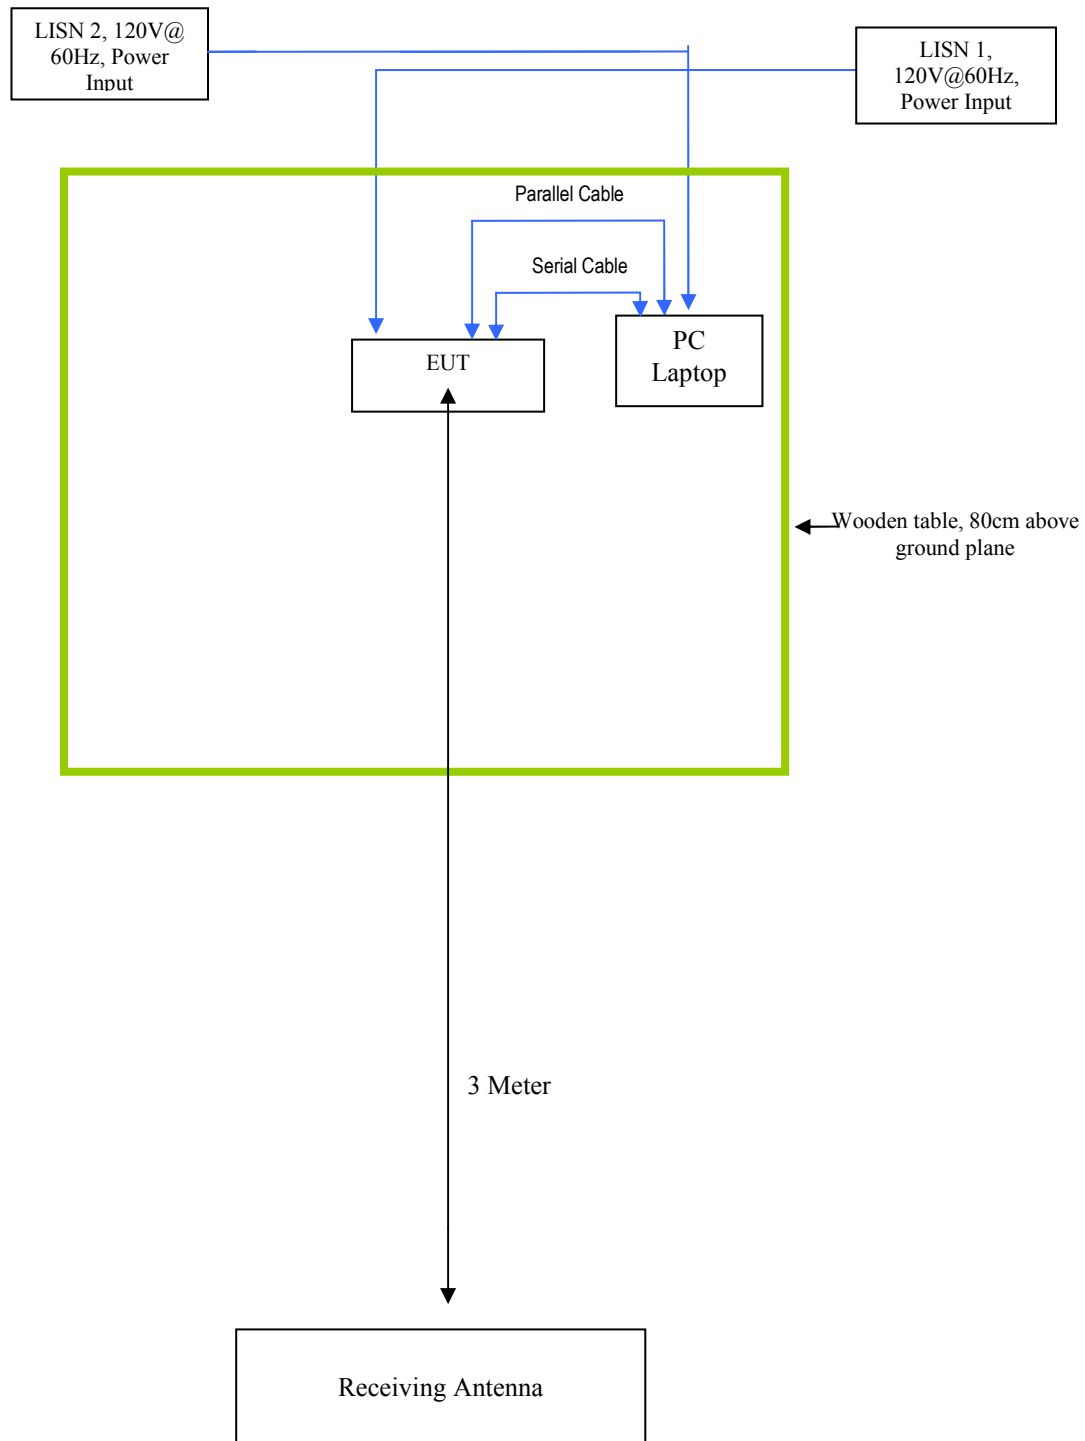 LISN 2, 120V@
60Hz, Power
Input
LISN 1,
120V@60Hz,
Power Input
Parallel Cable
Serial Cable
EUT
PC
Laptop
Wooden table, 80cm above
ground plane
3 Meter
Receiving Antenna